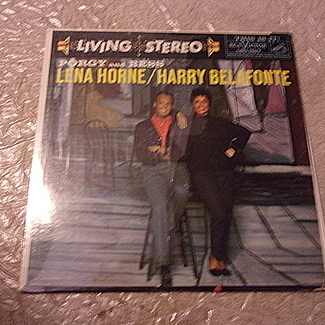 LIVING STEREO
PORGY AND BESS
LENA HORNE/HARRY BELAFONTE
RCA VICTOR